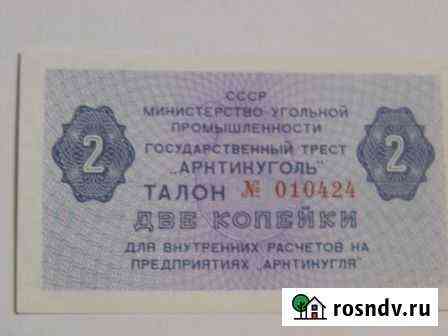 СССР
МИНИСТЕРСТВО УГОЛЬНОЙ
ПРОМЫШЛЕННОСТИ
ГОСУДАРСТВЕННЫЙ ТРЕСТ
2 „АРКТИКУГОЛЬ" 2
ТАЛОН № 010424
ДВЕ КОПЕЙКИ
ДЛЯ ВНУТРЕННИХ РАСЧЕТОВ НА
ПРЕДПРИЯТИЯХ „АРКТИКУГЛЯ"
rosndv.ru